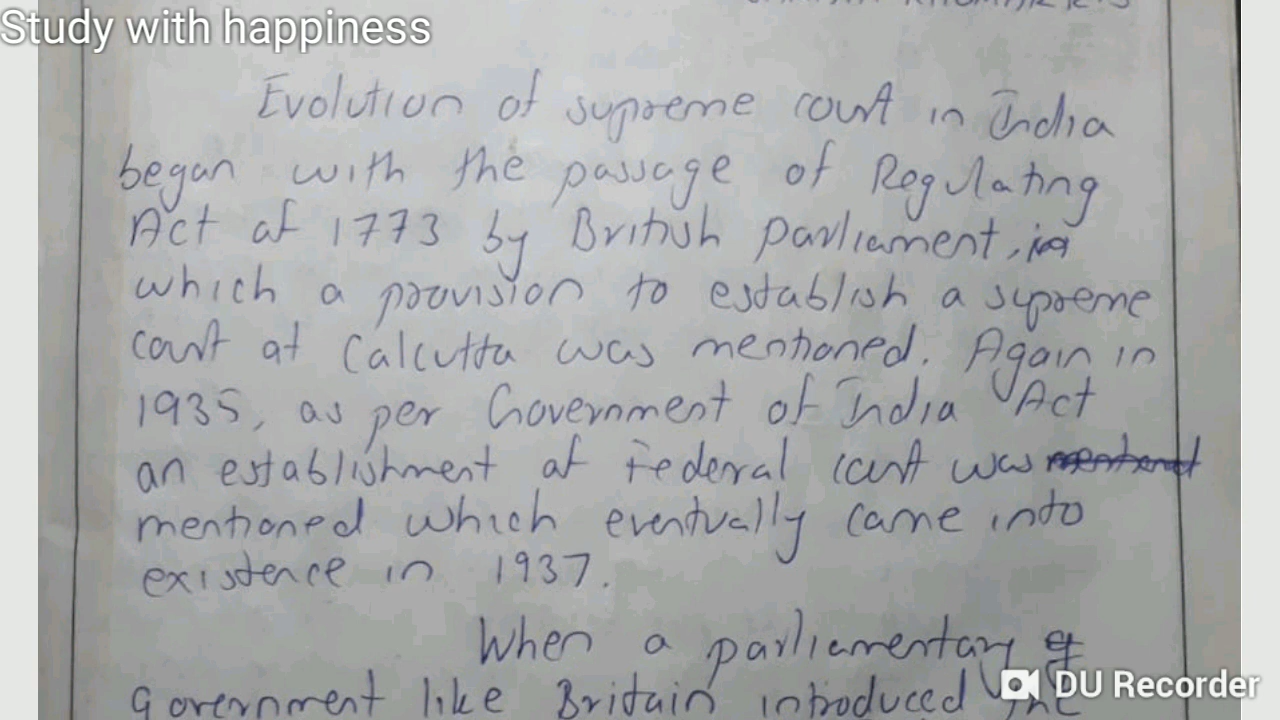 Study with happiness
Evolution of supreme court in India
began with the passage of Regulating
Act of 1773 by British parliament, in
which a provision to establish a supreme
court at Calcutta was mentioned. Again in
1935, as per Government of India Act
an establishment of Federal court was mentioned
mentioned which eventually came into
existence in 1937.
When a parliamentary
Government like Britain introduced the
DU Recorder